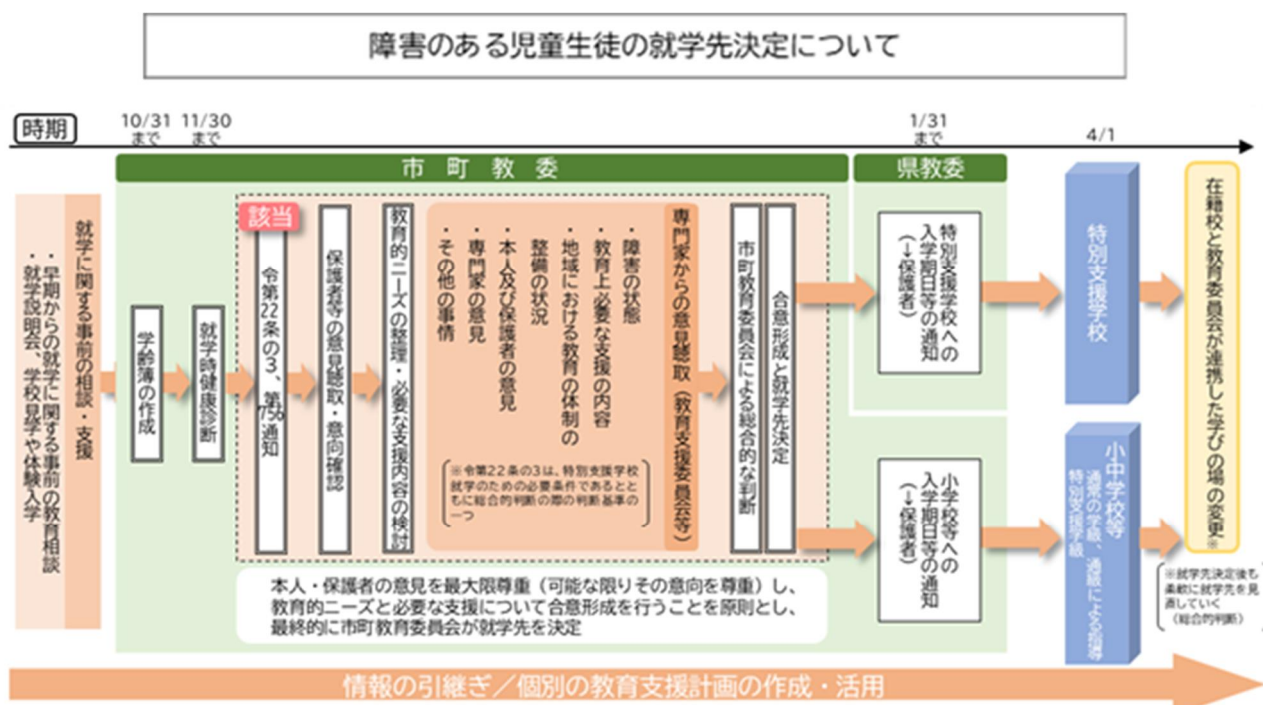 障害のある児童生徒の就学先決定について
時期
10/31
まで
11/30
まで
1/31
まで
4/1
市町教委
県教委
就学に関する事前の相談・支援
・早期からの就学に関する事前の教育相談
・就学説明会、学校見学や体験入学
学齢簿の作成
就学時健康診断
該当
令第22条の3、第
756
通知
保護者等の意見聴取・意向確認
教育的ニーズの整理・必要な支援内容の検討
専門家からの意見聴取(教育支援委員会等)
・障害の状態
・教育上必要な支援の内容
・地域における教育の体制の
整備の状況
・本人及び保護者の意見
・専門家の意見
・その他の事情
※令第22条の3は、特別支援学校
就学のための必要条件であるとと
もに総合的判断の際の判断基準の
一つ
市町教育委員会による総合的な判断
合意形成と就学先決定
本人・保護者の意見を最大限尊重(可能な限りその意向を尊重)し、
教育的ニーズと必要な支援について合意形成を行うことを原則とし、
最終的に市町教育委員会が就学先を決定
特別支援学校への
入学期日等の通知
(→保護者)
小学校等への
入学期日等の通知
(→保護者)
特別支援学校
小中学校等
通常の学級、通級による指導
特別支援学級
在籍校と教育委員会が連携した学びの場の変更※
※就学先決定後も
柔軟に就学先を見
直していく
(総合的判断)
情報の引継ぎ/個別の教育支援計画の作成・活用